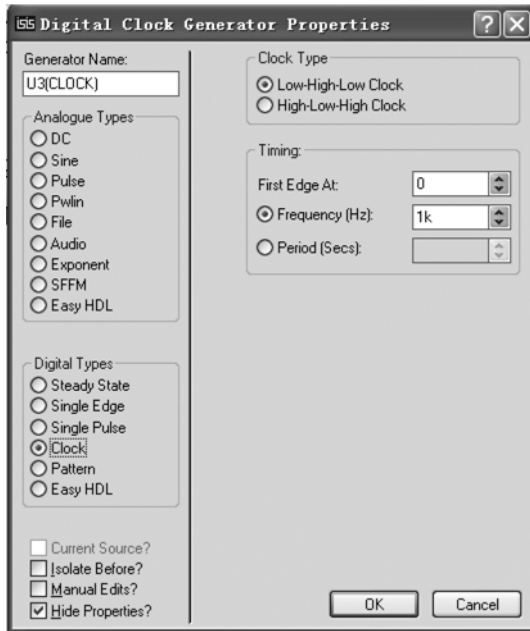 ISIS Digital Clock Generator Properties
Generator Name:
U3(CLOCK)
Analogue Types
DC
Sine
Pulse
Pwlin
File
Audio
Exponent
SFFM
Easy HDL
Digital Types
Steady State
Single Edge
Single Pulse
Clock
Pattern
Easy HDL
Current Source?
Isolate Before?
Manual Edits?
Hide Properties?
Clock Type
Low-High-Low Clock
High-Low-High Clock
Timing:
First Edge At: 0
Frequency (Hz): 1k
Period (Secs):
OK Cancel